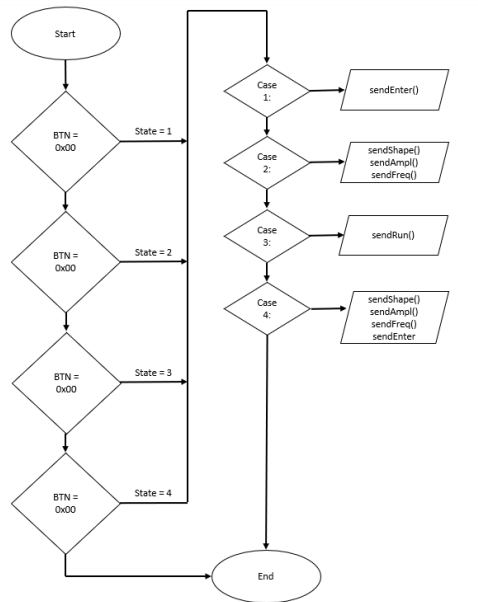 Start
BTN =
0x00
State = 1
BTN =
0x00
State = 2
BTN =
0x00
State = 3
BTN =
0x00
State = 4
Case
1:
sendEnter()
Case
2:
sendShape()
sendAmpl()
sendFreq()
Case
3:
sendRun()
Case
4:
sendShape()
sendAmpl()
sendFreq()
sendEnter
End